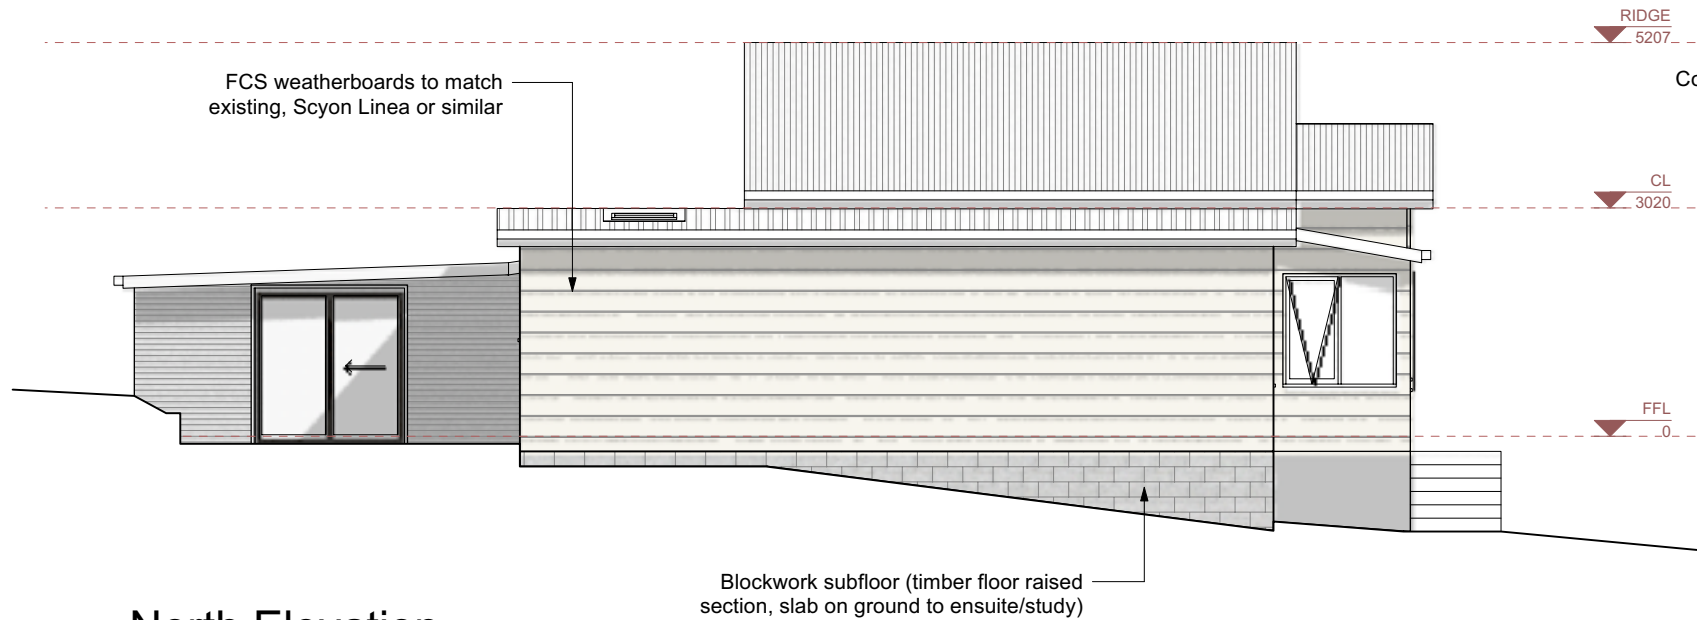 RIDGE
5207
FCS weatherboards to match
existing, Scyon Linea or similar
Co
CL
3020
FFL
0
Blockwork subfloor (timber floor raised
section, slab on ground to ensuite/study)
North Elevation